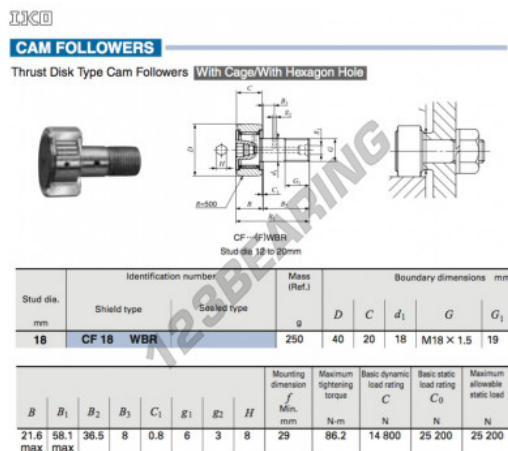 IKO
CAM FOLLOWERS
Thrust Disk Type Cam Followers With Cage/With Hexagon Hole
C
B₃
D
H
R=500
C₁
G₁
B
B₂
B₁
d₁
G
CF···(F)WBR
Stud dia 12 to 20mm
123BEARING
Stud dia. mm Identification number Mass (Ref.) g Boundary dimensions mm
Shield type Sealed type D C d₁ G G₁
18 CF 18 WBR 250 40 20 18 M18 × 1.5 19
B B₁ B₂ B₃ C₁ g₁ g₂ H Mounting dimension f Min. mm Maximum tightening torque N-m Basic dynamic load rating C N Basic static load rating C₀ N Maximum allowable static load N
21.6 max 58.1 max 36.5 8 0.8 6 3 8 29 86.2 14 800 25 200 25 200